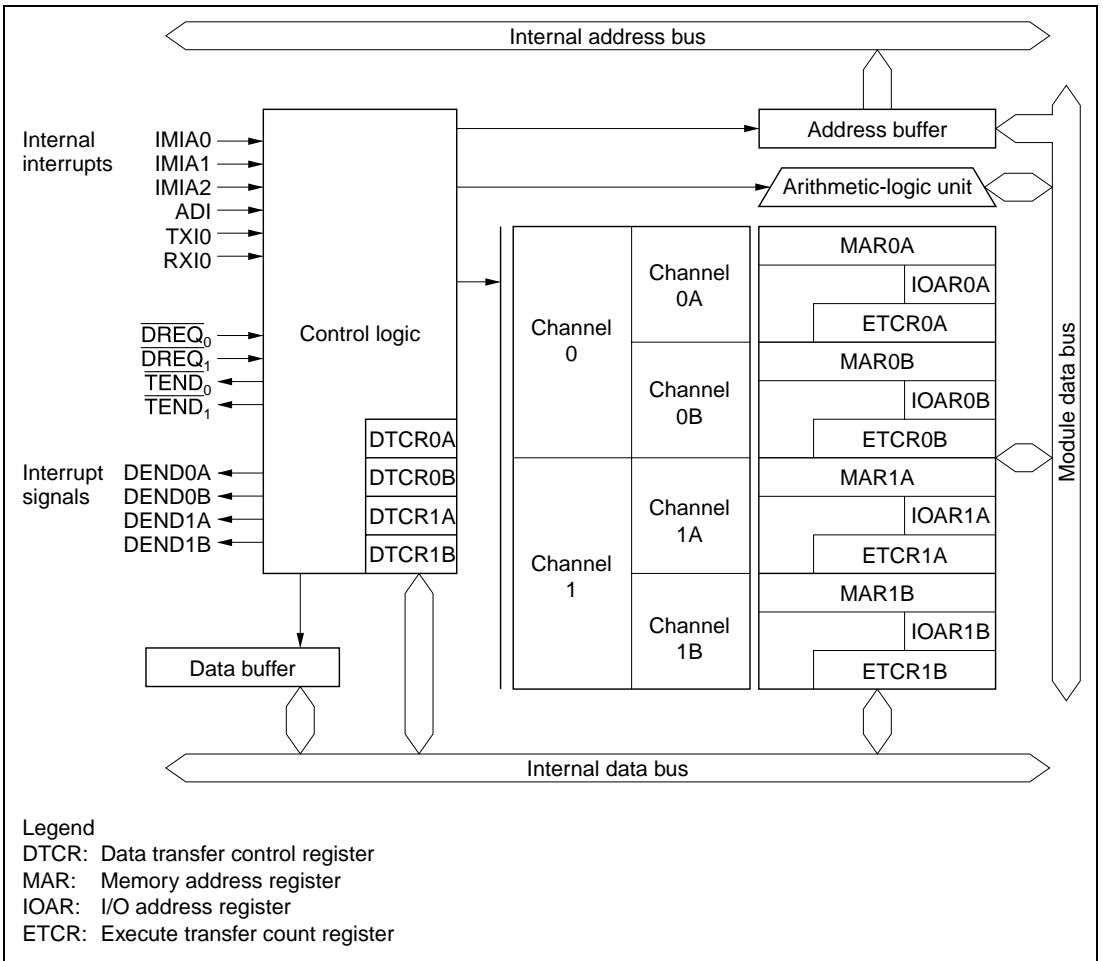 Internal address bus
Internal interrupts
IMIA0
IMIA1
IMIA2
ADI
TXI0
RXI0
D̅R̅E̅Q̅₀
D̅R̅E̅Q̅₁
T̅E̅N̅D̅₀
T̅E̅N̅D̅₁
Interrupt signals
DEND0A
DEND0B
DEND1A
DEND1B
Control logic
DTCR0A
DTCR0B
DTCR1A
DTCR1B
Data buffer
Address buffer
Arithmetic-logic unit
Channel
0
Channel
0A
Channel
0B
Channel
1
Channel
1A
Channel
1B
MAR0A
IOAR0A
ETCR0A
MAR0B
IOAR0B
ETCR0B
MAR1A
IOAR1A
ETCR1A
MAR1B
IOAR1B
ETCR1B
Module data bus
Internal data bus
Legend
DTCR: Data transfer control register
MAR: Memory address register
IOAR: I/O address register
ETCR: Execute transfer count register